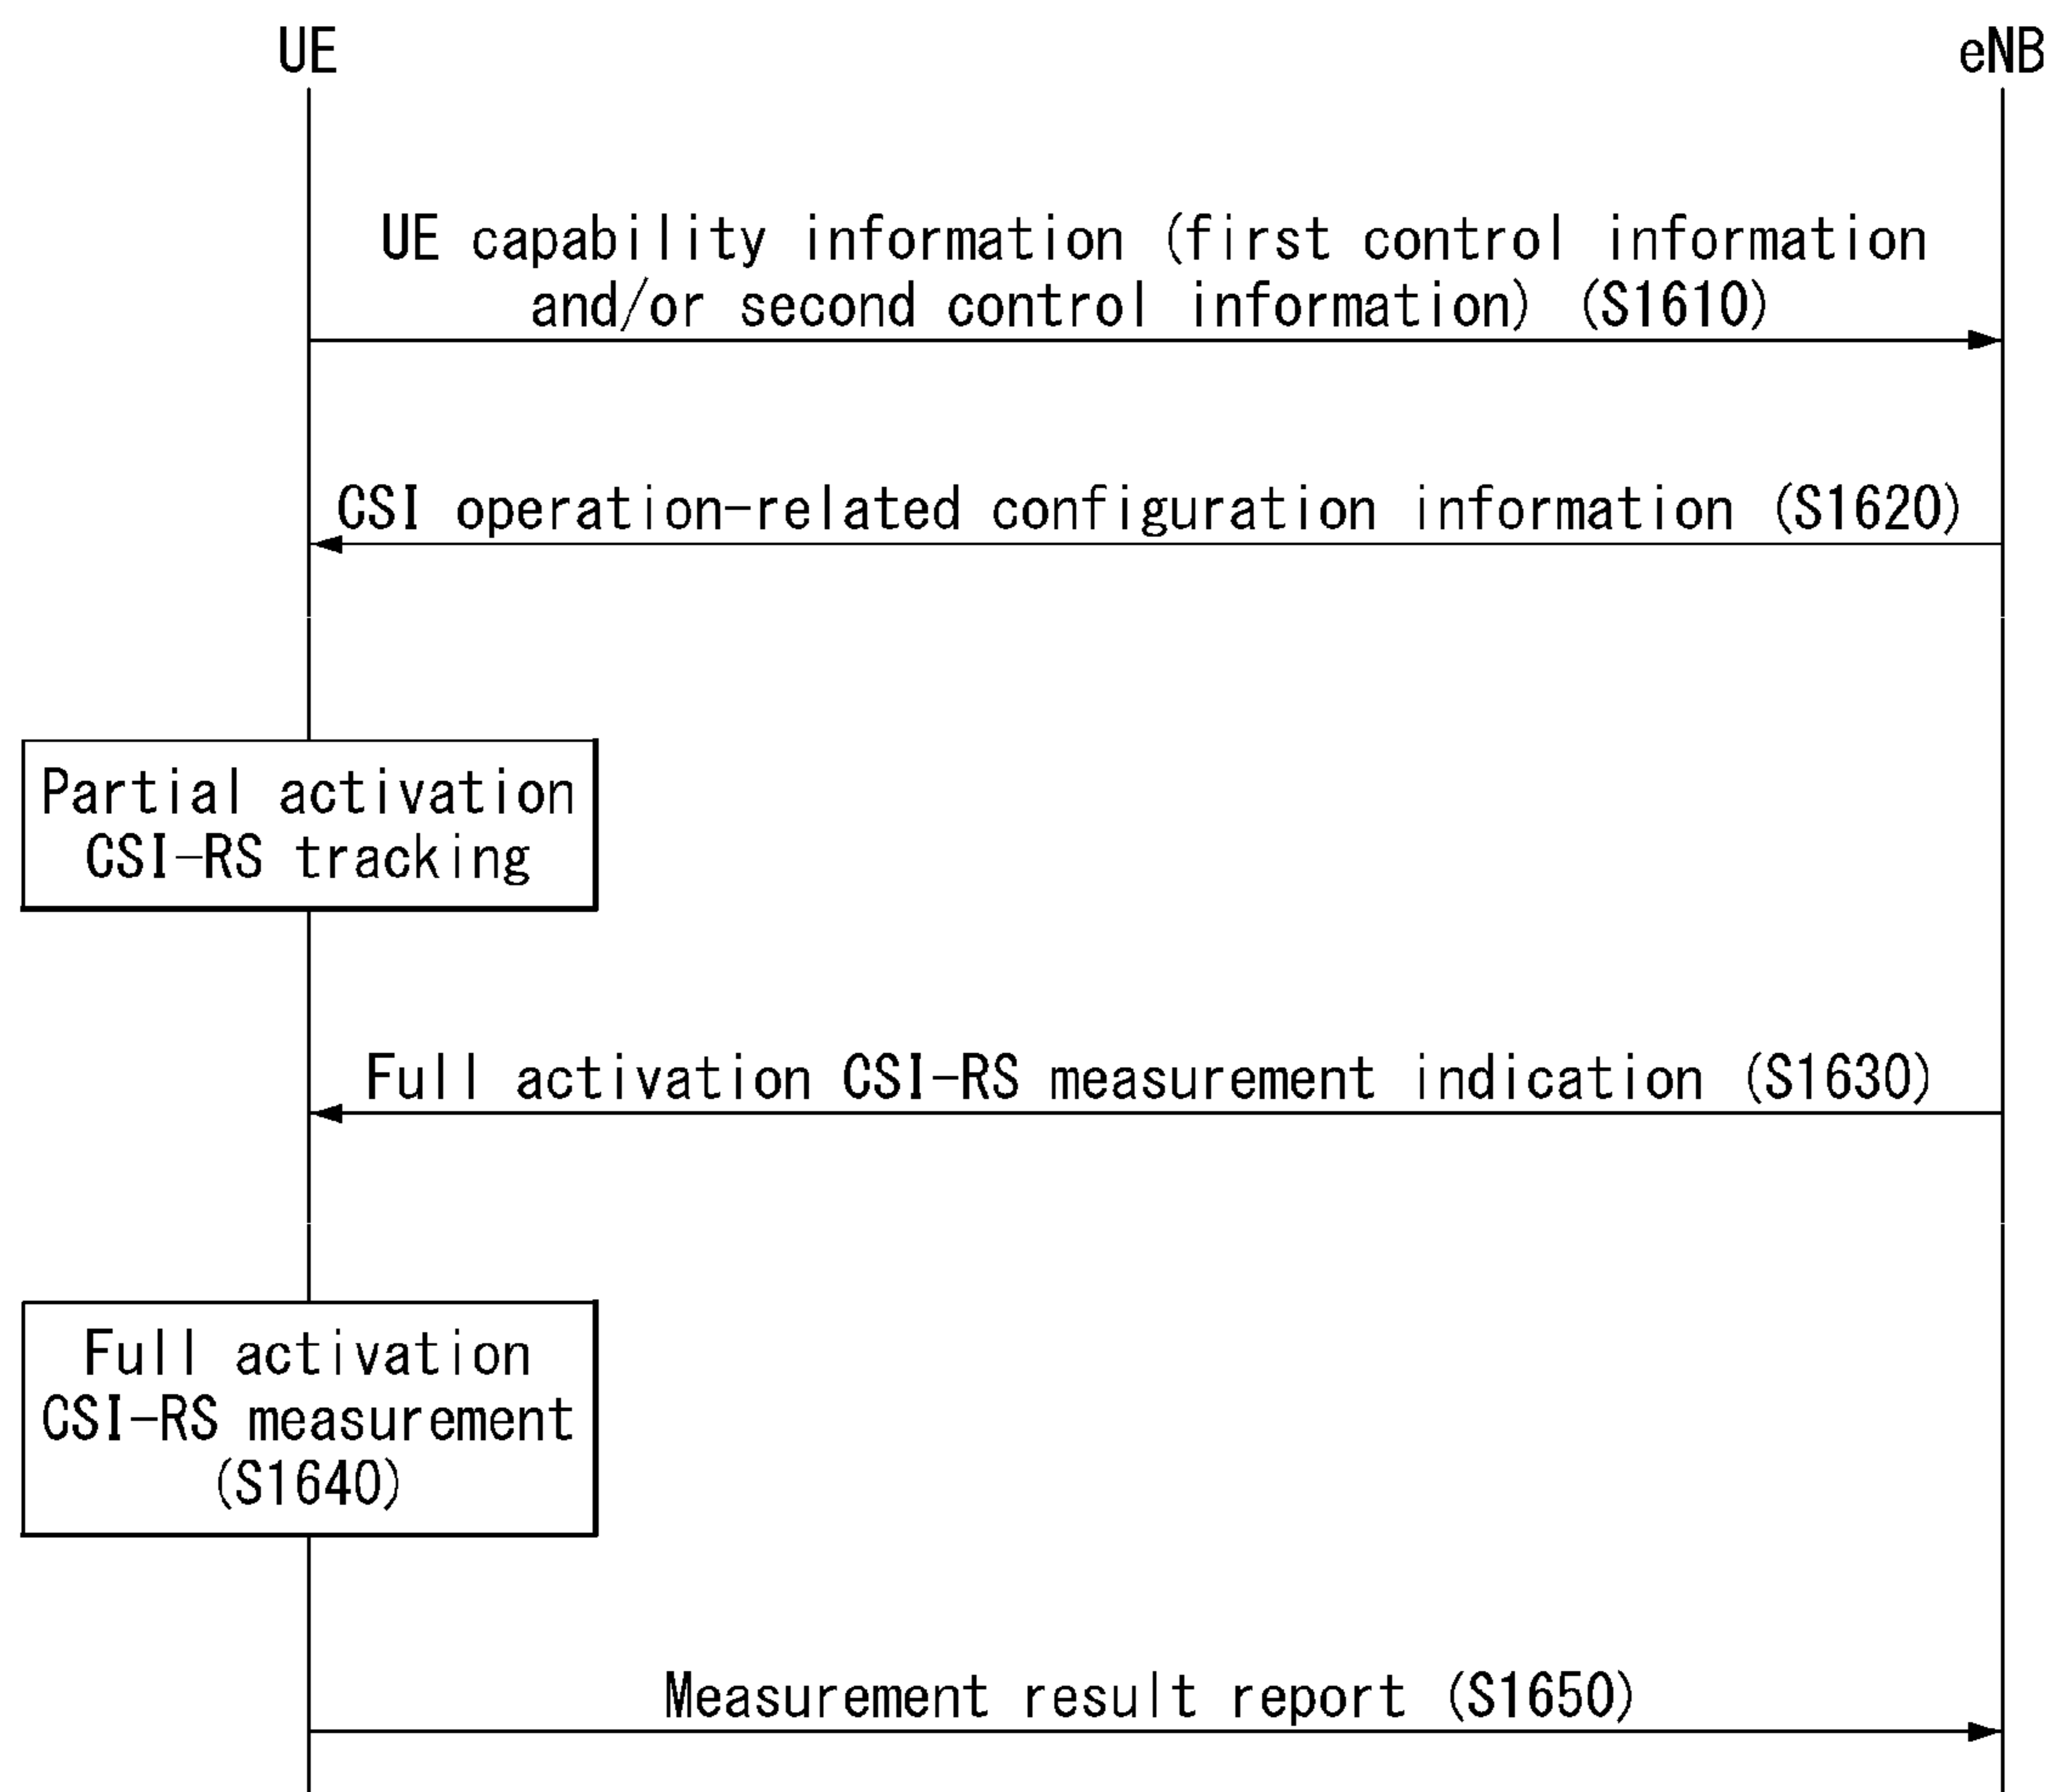 UE
eNB
UE capability information (first control information
and/or second control information) (S1610)
CSI operation-related configuration information (S1620)
Partial activation
CSI-RS tracking
Full activation CSI-RS measurement indication (S1630)
Full activation
CSI-RS measurement
(S1640)
Measurement result report (S1650)